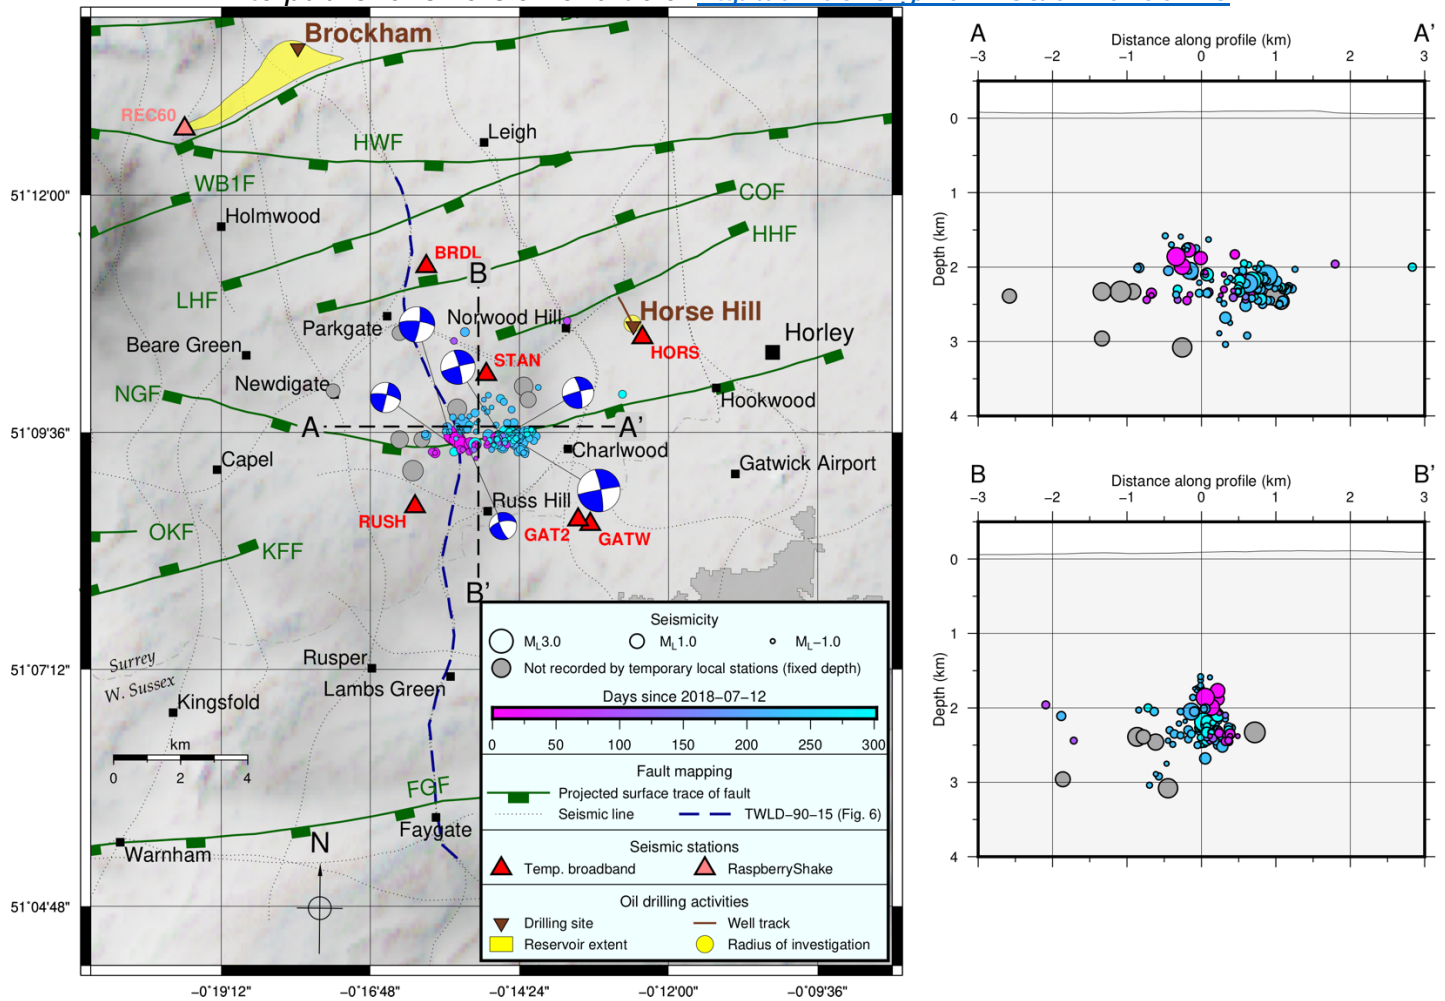 Brockham
REC60
HWF
Leigh
WB1F
51°12'00"
COF
Holmwood
HHF
BRDL
B
LHF
Parkgate
Norwood Hill
Horse Hill
Horley
Beare Green
HORS
STAN
Newdigate
NGF
Hookwood
A
A'
51°09'36"
Charlwood
Capel
Gatwick Airport
Russ Hill
RUSH
GAT2
GATW
OKF
KFF
B'
Surrey
W. Sussex
Rusper
51°07'12"
Lambs Green
Kingsfold
km
0 2 4
FGF
Faygate
N
Warnham
51°04'48"
−0°19'12" −0°16'48" −0°14'24" −0°12'00" −0°09'36"
Seismicity
ML3.0 ML1.0 ML−1.0
Not recorded by temporary local stations (fixed depth)
Days since 2018−07−12
0 50 100 150 200 250 300
Fault mapping
Projected surface trace of fault
Seismic line TWLD−90−15 (Fig. 6)
Seismic stations
Temp. broadband RaspberryShake
Oil drilling activities
Drilling site Well track
Reservoir extent Radius of investigation
A A'
Distance along profile (km)
−3 −2 −1 0 1 2 3
0
1
2
3
4
Depth (km)
B B'
Distance along profile (km)
−3 −2 −1 0 1 2 3
0
1
2
3
4
Depth (km)